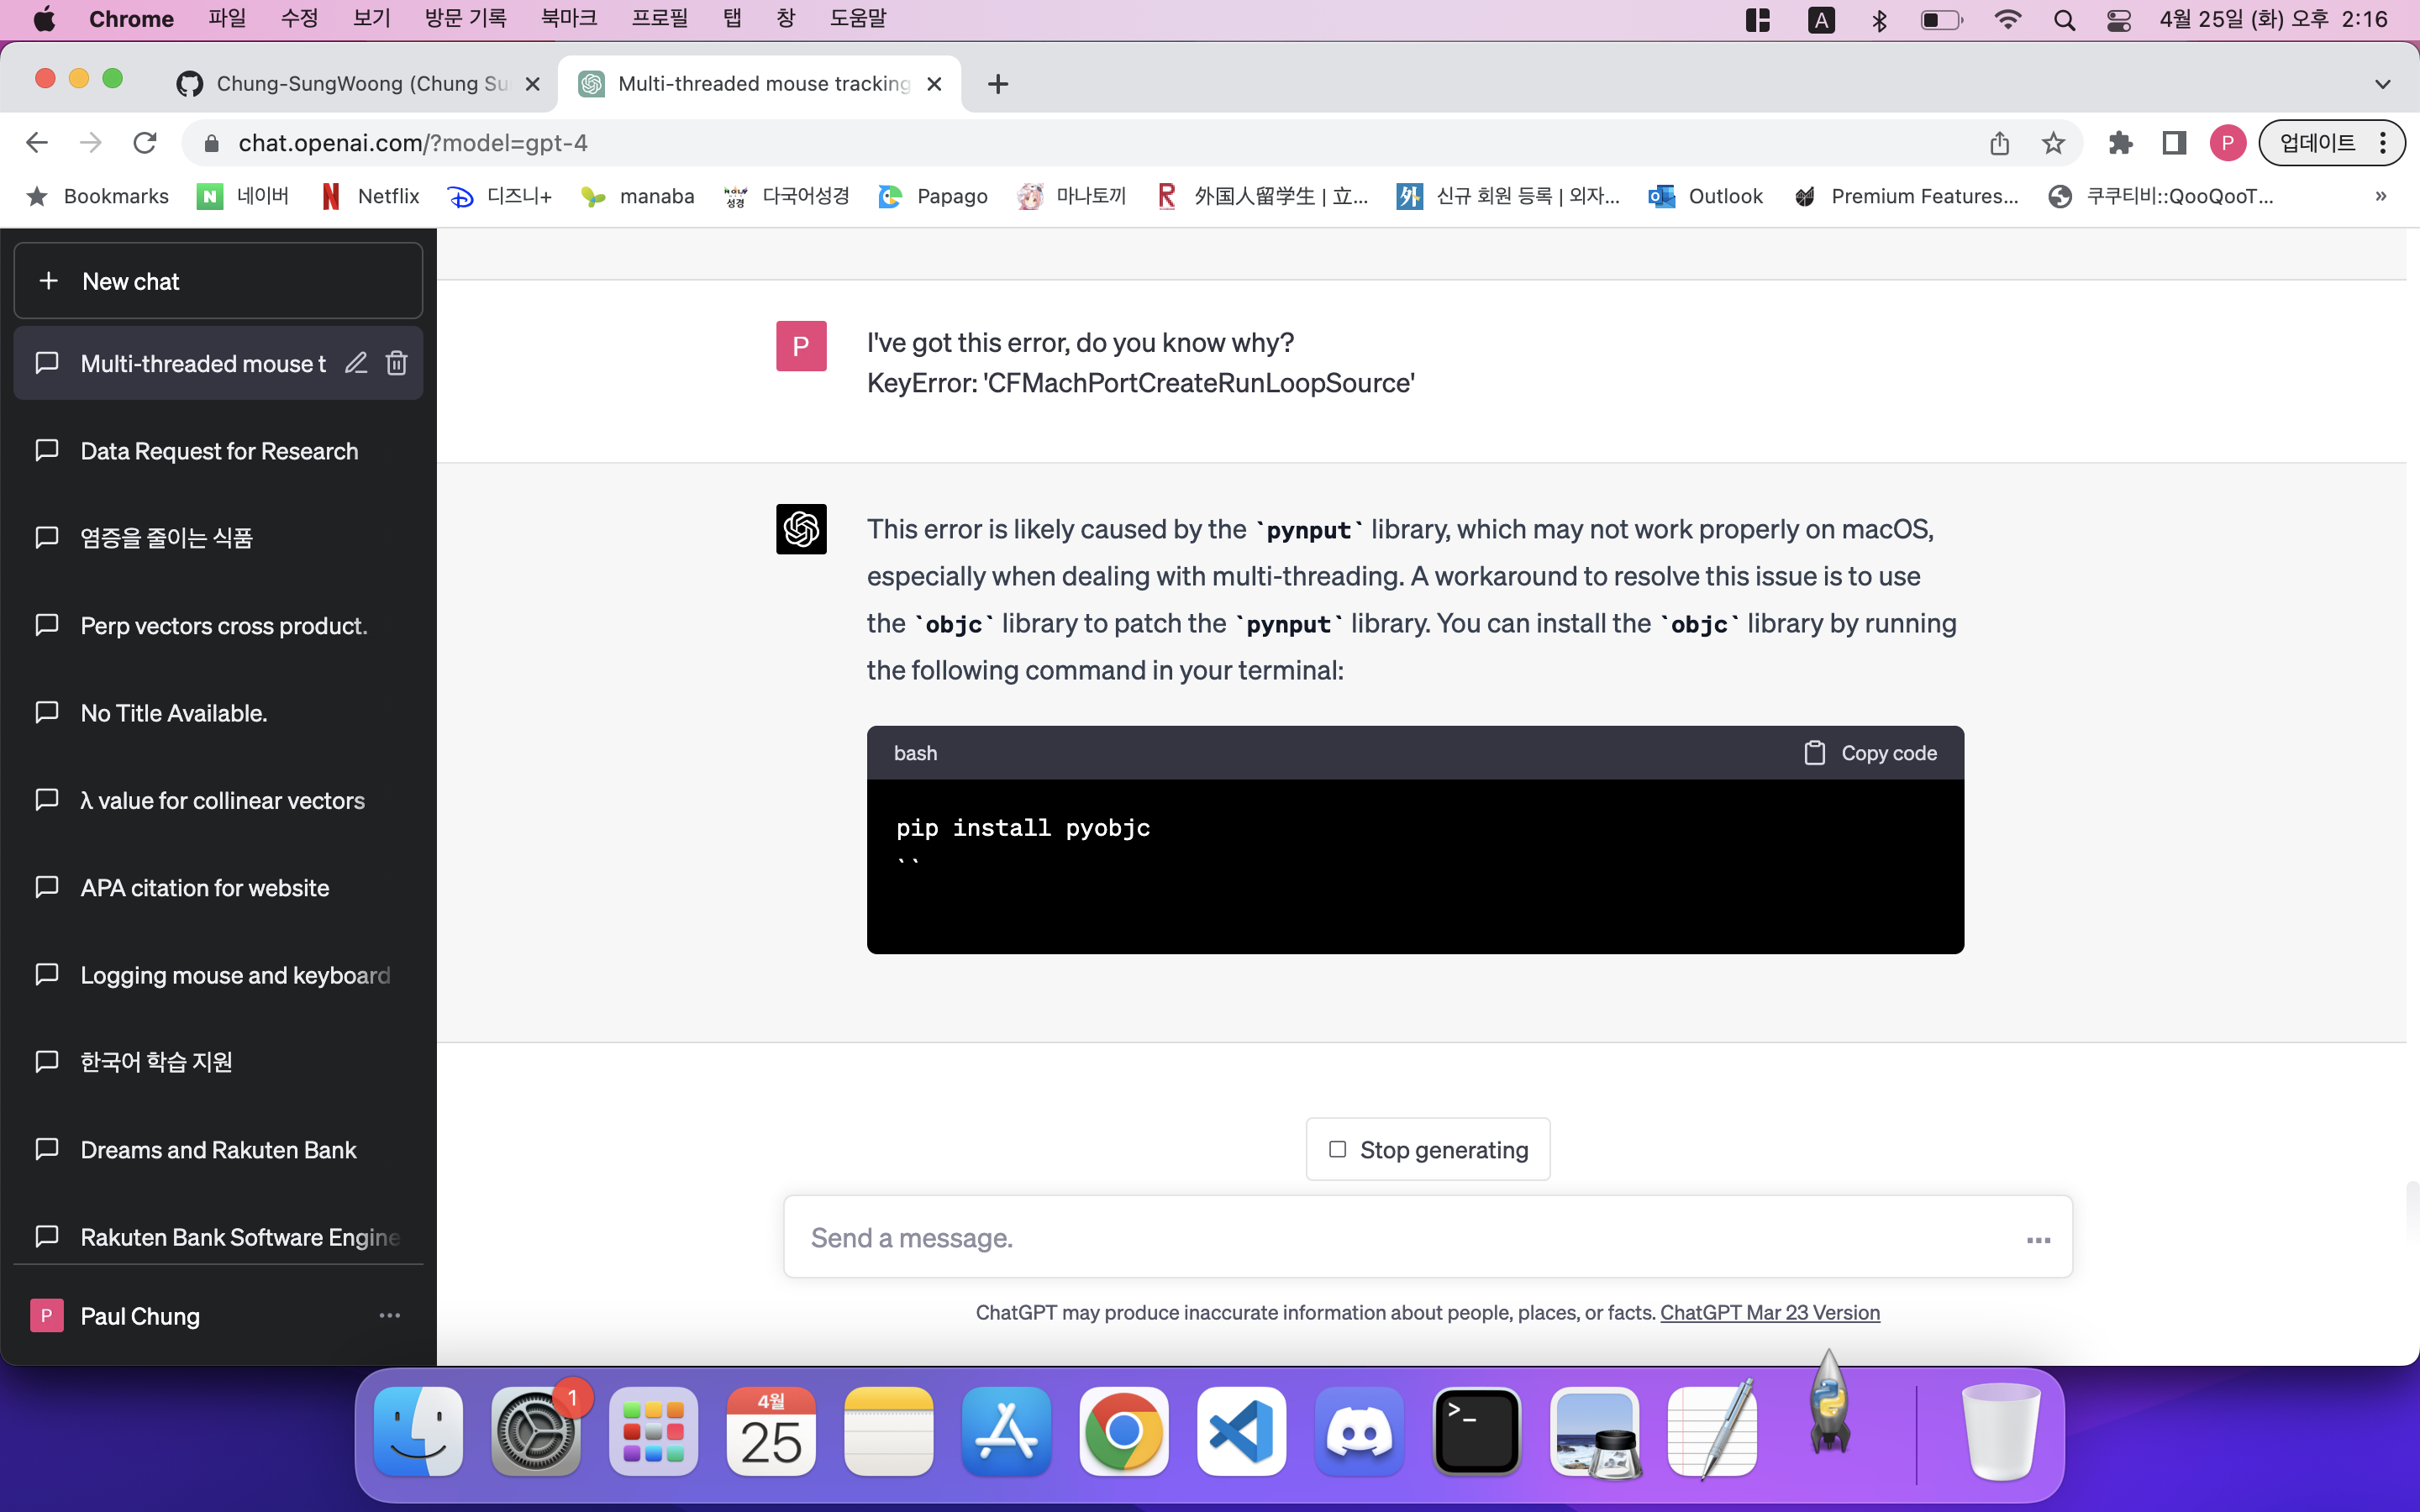 Chrome 파일 수정 보기 방문 기록 북마크 프로필 탭 창 도움말 A 4월 25일 (화) 오후 2:16
Chung-SungWoong (Chung Su
Multi-threaded mouse tracking
chat.openai.com/?model=gpt-4
P
업데이트
Bookmarks
N 네이버
N Netflix
디즈니+
manaba
성경 다국어성경
Papago
마나토끼
R 外国人留学生 | 立...
外 신규 회원 등록 | 외자...
Outlook
Premium Features...
쿠쿠티비::QooQooT...
»
New chat
Multi-threaded mouse t
Data Request for Research
염증을 줄이는 식품
Perp vectors cross product.
No Title Available.
λ value for collinear vectors
APA citation for website
Logging mouse and keyboard
한국어 학습 지원
Dreams and Rakuten Bank
Rakuten Bank Software Engine
P Paul Chung
P
I've got this error, do you know why?
KeyError: 'CFMachPortCreateRunLoopSource'
This error is likely caused by the `pynput` library, which may not work properly on macOS,
especially when dealing with multi-threading. A workaround to resolve this issue is to use
the `objc` library to patch the `pynput` library. You can install the `objc` library by running
the following command in your terminal:
bash
Copy code
pip install pyobjc
``
Stop generating
Send a message.
ChatGPT may produce inaccurate information about people, places, or facts. ChatGPT Mar 23 Version
1
4월
25
>_